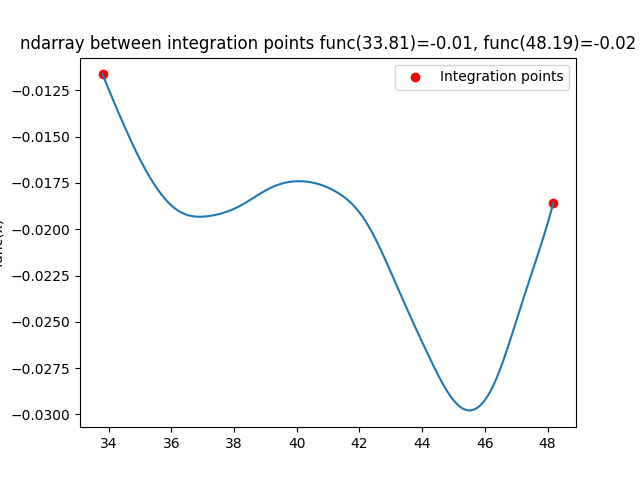 ndarray between integration points func(33.81)=-0.01, func(48.19)=-0.02
Integration points
−0.0125
−0.0150
−0.0175
−0.0200
−0.0225
−0.0250
−0.0275
−0.0300
34 36 38 40 42 44 46 48